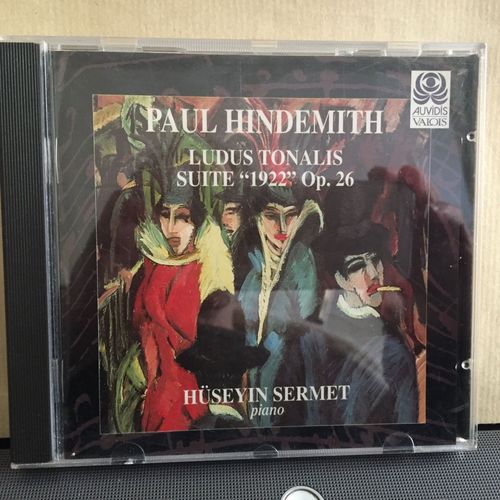 AUVIDIS
VALOIS
PAUL HINDEMITH
LUDUS TONALIS
SUITE “1922” Op. 26
HÜSEYIN SERMET
piano